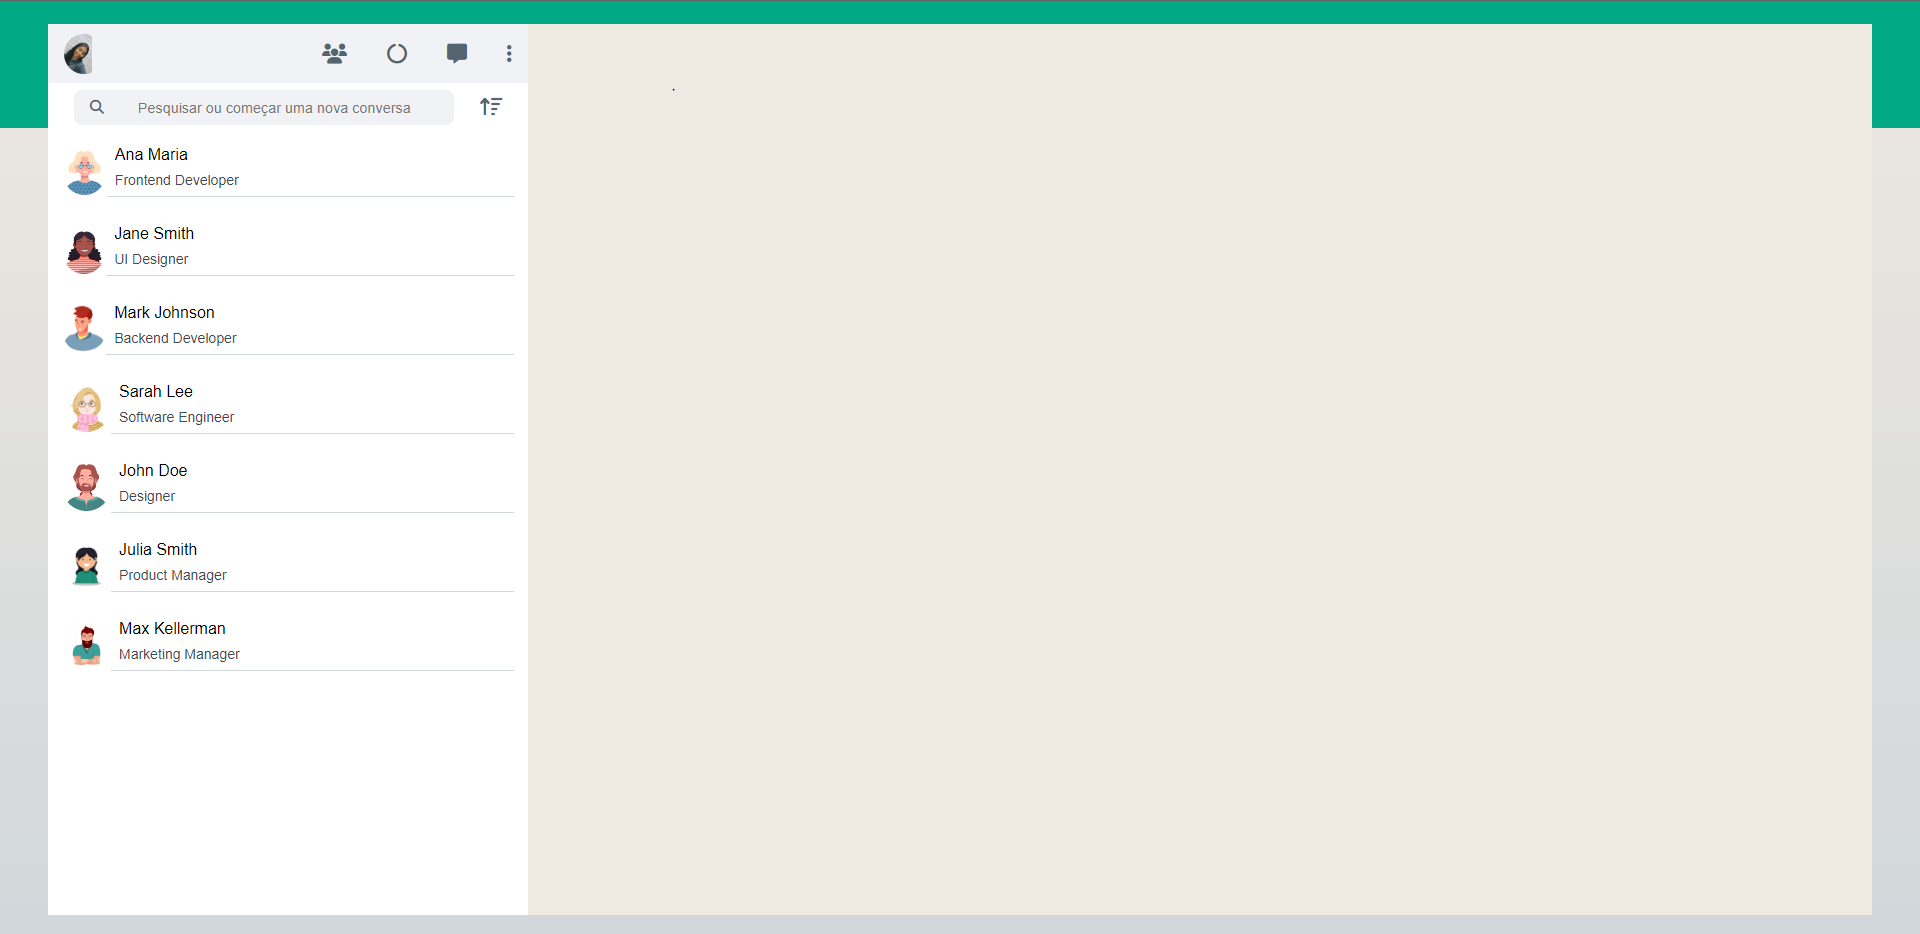 Pesquisar ou começar uma nova conversa
Ana Maria
Frontend Developer
Jane Smith
UI Designer
Mark Johnson
Backend Developer
Sarah Lee
Software Engineer
John Doe
Designer
Julia Smith
Product Manager
Max Kellerman
Marketing Manager
.